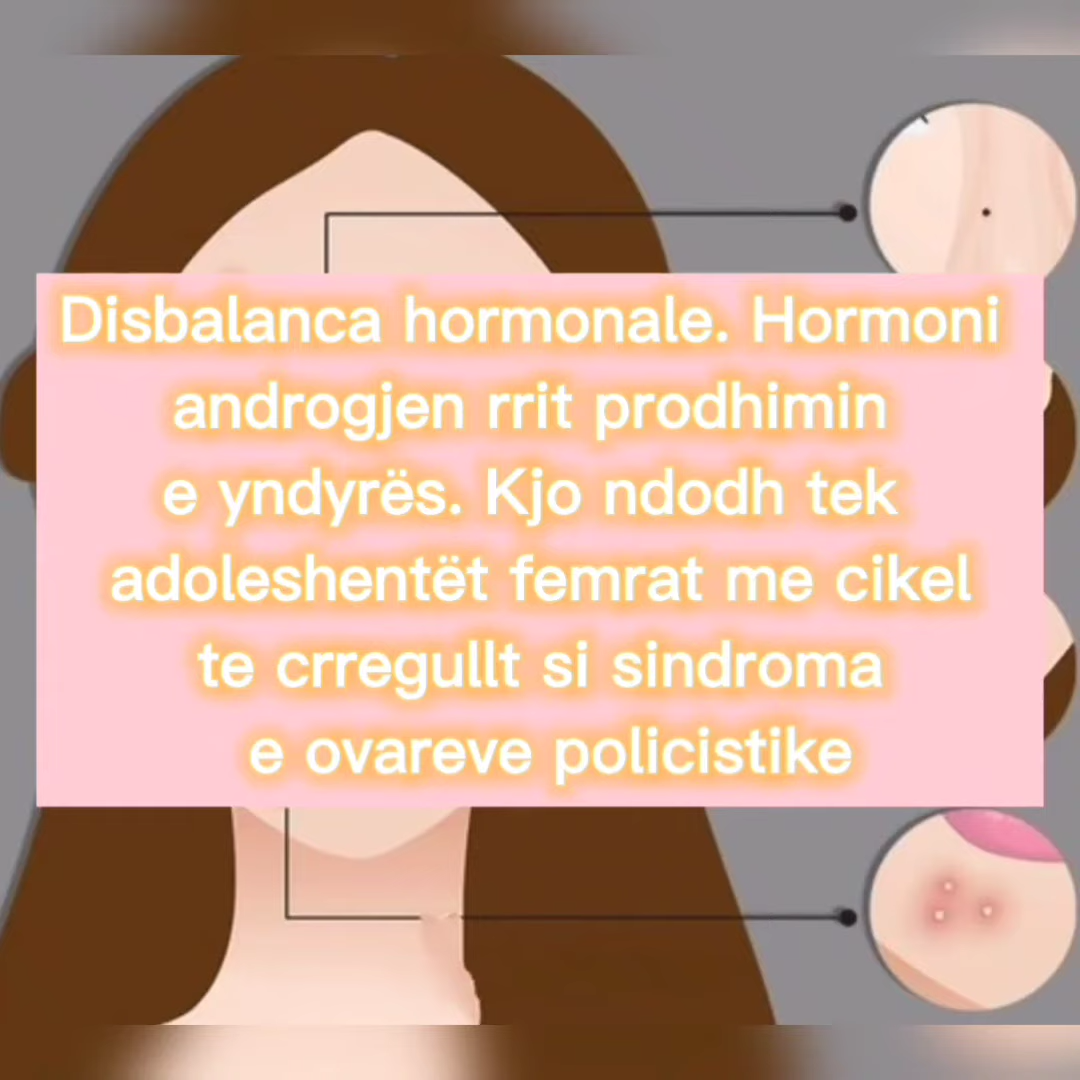 Disbalanca hormonale. Hormoni
androgjen rrit prodhimin
e yndyrës. Kjo ndodh tek
adoleshentët femrat me cikel
te crregullt si sindroma
e ovareve policistike